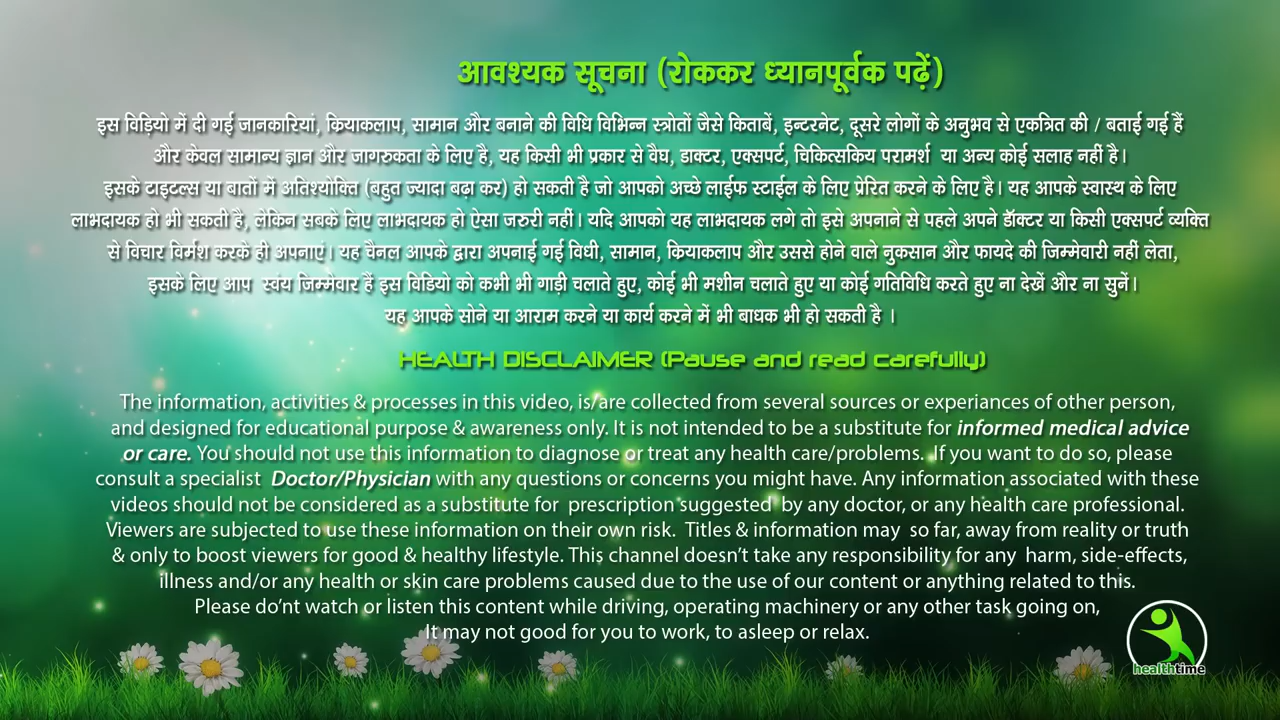 आवश्यक सूचना (रोककर ध्यानपूर्वक पढ़ें)
इस विड़ियो में दी गई जानकारियां, क्रियाकलाप, सामान और बनाने की विधि विभिन्न स्त्रोतों जैसे किताबें, इन्टरनेट, दूसरे लोगों के अनुभव से एकत्रित की / बताई गई हैं
और केवल सामान्य ज्ञान और जागरुकता के लिए है, यह किसी भी प्रकार से वैघ, डाक्टर, एक्सपर्ट, चिकित्सकिय परामर्श या अन्य कोई सलाह नहीं है।
इसके टाइटल्स या बातों में अतिश्योक्ति (बहुत ज्यादा बढ़ा कर) हो सकती है जो आपको अच्छे लाईफ स्टाईल के लिए प्रेरित करने के लिए है। यह आपके स्वास्थ के लिए
लाभदायक हो भी सकती है, लेकिन सबके लिए लाभदायक हो ऐसा जरुरी नहीं। यदि आपको यह लाभदायक लगे तो इसे अपनाने से पहले अपने डॉक्टर या किसी एक्सपर्ट व्यक्ति
से विचार विर्मश करके ही अपनाएं। यह चैनल आपके द्वारा अपनाई गई विधी, सामान, क्रियाकलाप और उससे होने वाले नुकसान और फायदे की जिम्मेवारी नहीं लेता,
इसके लिए आप स्वंय जिम्मेवार हैं इस विडियो को कभी भी गाड़ी चलाते हुए, कोई भी मशीन चलाते हुए या कोई गतिविधि करते हुए ना देखें और ना सुनें।
यह आपके सोने या आराम करने या कार्य करने में भी बाधक भी हो सकती है ।
HEALTH DISCLAIMER (Pause and read carefully)
The information, activities & processes in this video, is/are collected from several sources or experiances of other person,
and designed for educational purpose & awareness only. It is not intended to be a substitute for informed medical advice
or care. You should not use this information to diagnose or treat any health care/problems. If you want to do so, please
consult a specialist Doctor/Physician with any questions or concerns you might have. Any information associated with these
videos should not be considered as a substitute for prescription suggested by any doctor, or any health care professional.
Viewers are subjected to use these information on their own risk. Titles & information may so far, away from reality or truth
& only to boost viewers for good & healthy lifestyle. This channel doesn't take any responsibility for any harm, side-effects,
illness and/or any health or skin care problems caused due to the use of our content or anything related to this.
Please do'nt watch or listen this content while driving, operating machinery or any other task going on,
It may not good for you to work, to asleep or relax.
healthtime